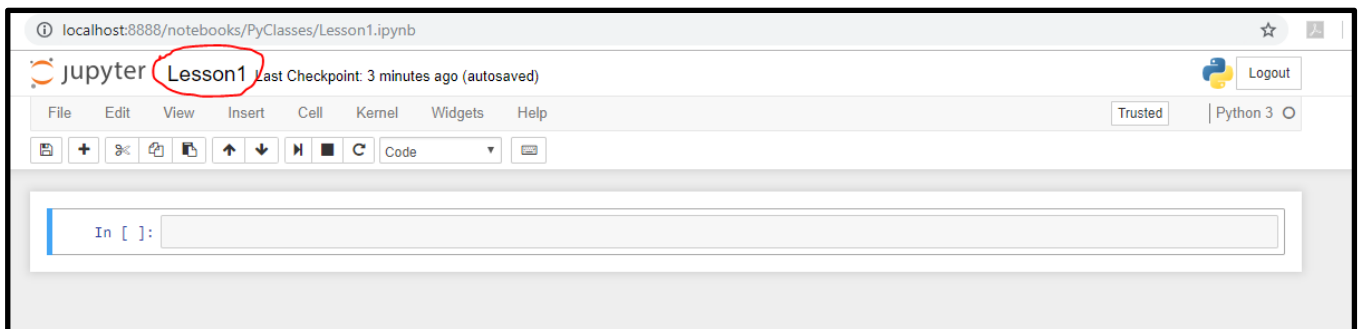 localhost:8888/notebooks/PyClasses/Lesson1.ipynb
jupyter Lesson1 Last Checkpoint: 3 minutes ago (autosaved) Logout
File Edit View Insert Cell Kernel Widgets Help Trusted Python 3
Code
In [ ]: